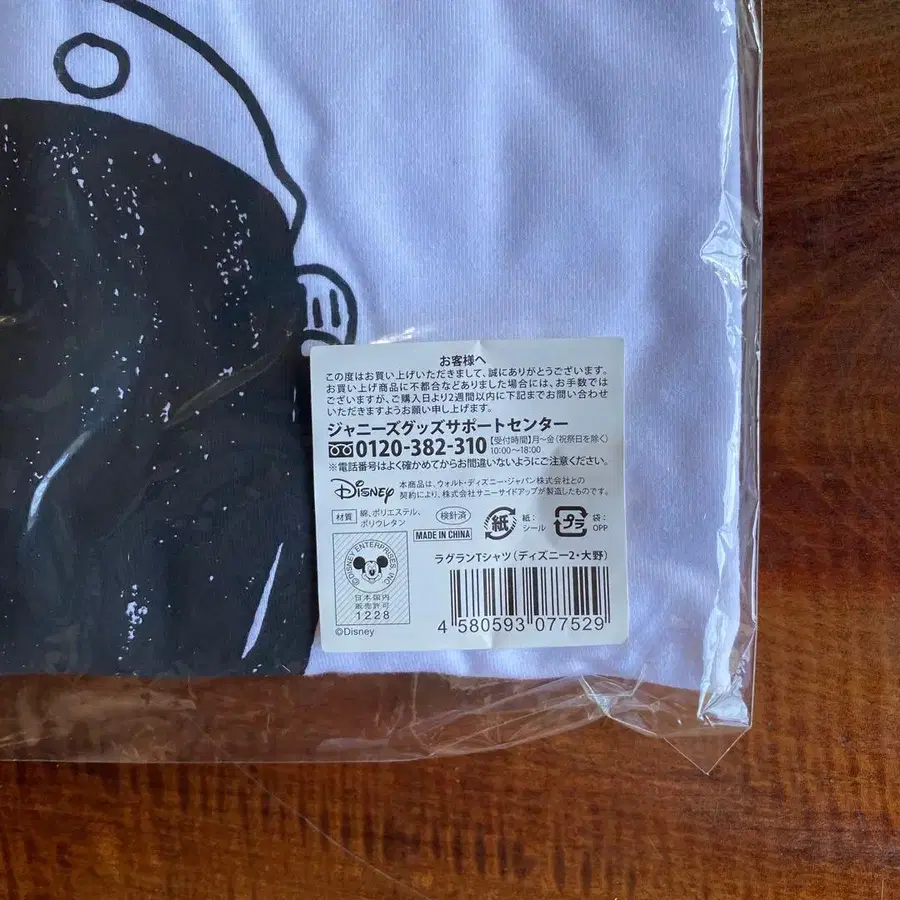 お客様へ
この度はお買い上げいただきまして、誠にありがとうございます。
お買い上げ商品に不都合などありました場合には、お手数では
ございますが、ご購入日より2週間以内に下記までお問い合わせ
いただきますようお願い申し上げます。
ジャニーズグッズサポートセンター
0120-382-310 【受付時間】月〜金(祝祭日を除く)
10:00〜18:00
※電話番号はよく確かめてからお間違いないようにご注意ください。
Disney 本商品は、ウォルト・ディズニー・ジャパン株式会社との
契約により、株式会社サニーサイドアップが製造したものです。
材質 綿、ポリエステル、
ポリウレタン
検針済
MADE IN CHINA
紙 紙:
シール
プラ 袋:
OPP
©DISNEY ENTERPRISES, INC.
日本国内
販売許可
1228
©Disney
ラグランTシャツ(ディズニー2・大野)
4 580593 077529